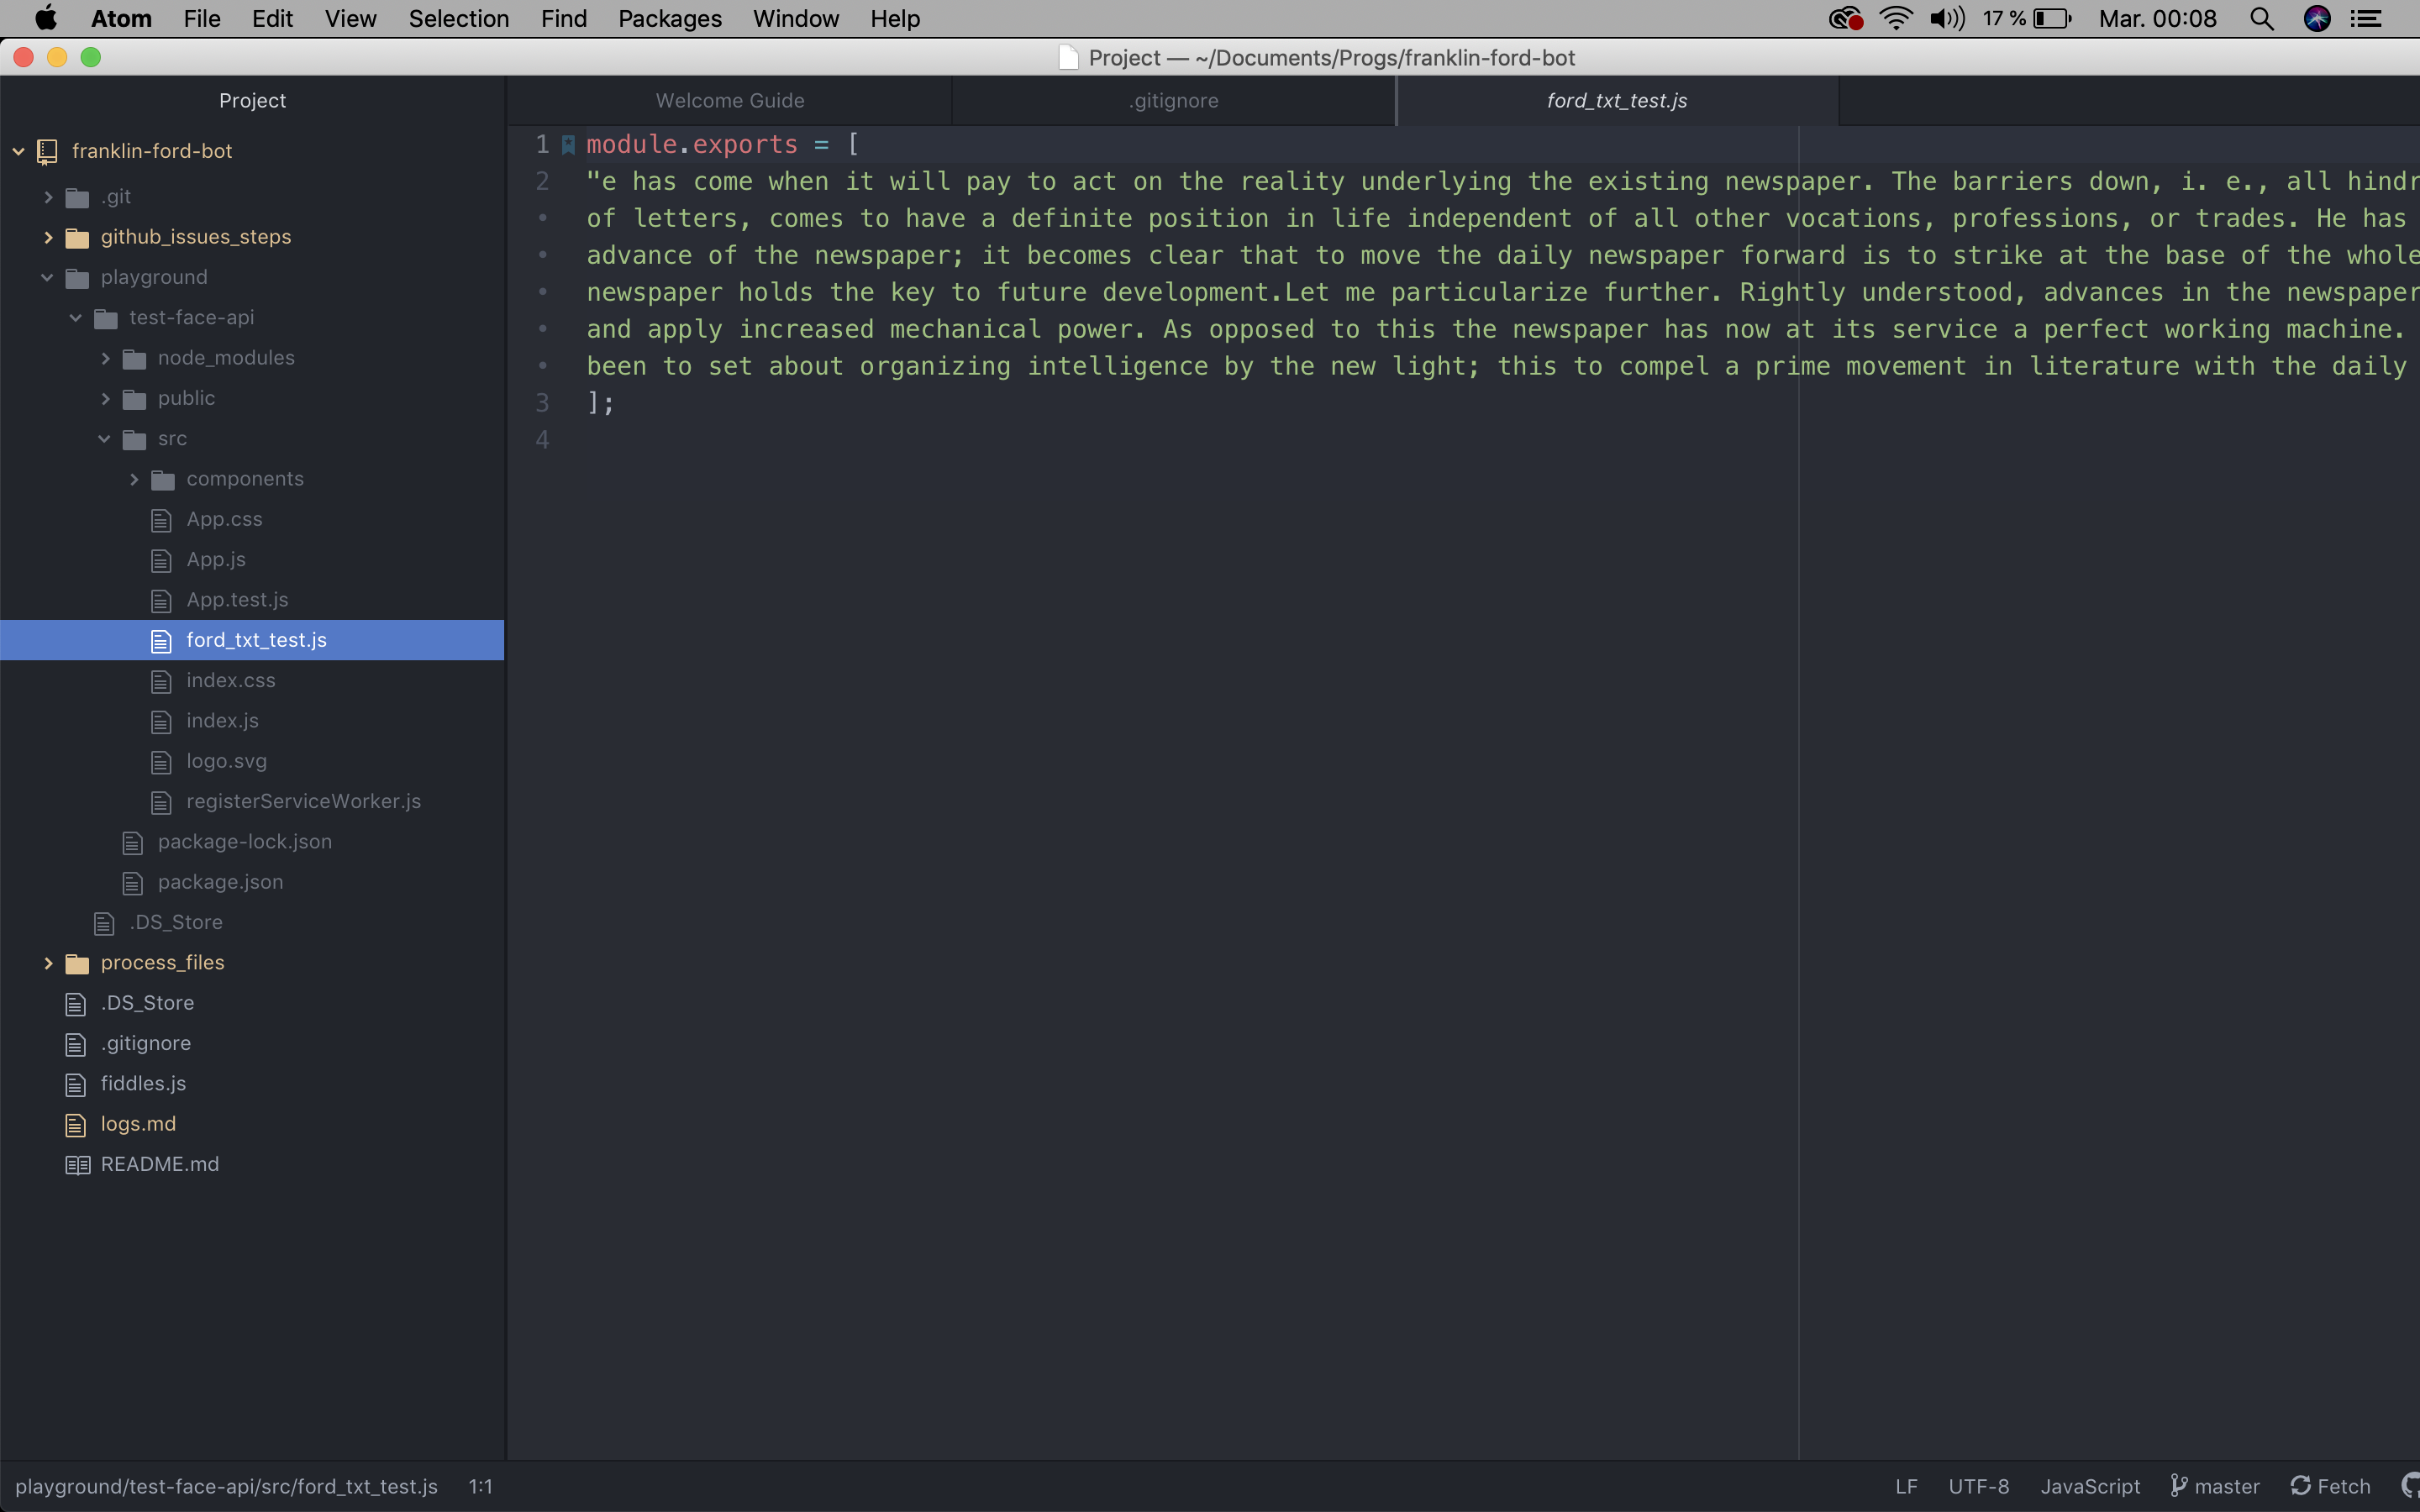 Atom File Edit View Selection Find Packages Window Help 17 % Mar. 00:08
Project — ~/Documents/Progs/franklin-ford-bot
Project
franklin-ford-bot
.git
github_issues_steps
playground
test-face-api
node_modules
public
src
components
App.css
App.js
App.test.js
ford_txt_test.js
index.css
index.js
logo.svg
registerServiceWorker.js
package-lock.json
package.json
.DS_Store
process_files
.DS_Store
.gitignore
fiddles.js
logs.md
README.md
Welcome Guide .gitignore ford_txt_test.js
1 module.exports = [
2 "e has come when it will pay to act on the reality underlying the existing newspaper. The barriers down, i. e., all hindr
• of letters, comes to have a definite position in life independent of all other vocations, professions, or trades. He has
• advance of the newspaper; it becomes clear that to move the daily newspaper forward is to strike at the base of the whole
• newspaper holds the key to future development.Let me particularize further. Rightly understood, advances in the newspaper
• and apply increased mechanical power. As opposed to this the newspaper has now at its service a perfect working machine.
• been to set about organizing intelligence by the new light; this to compel a prime movement in literature with the daily
3 ];
4
playground/test-face-api/src/ford_txt_test.js 1:1 LF UTF-8 JavaScript master Fetch